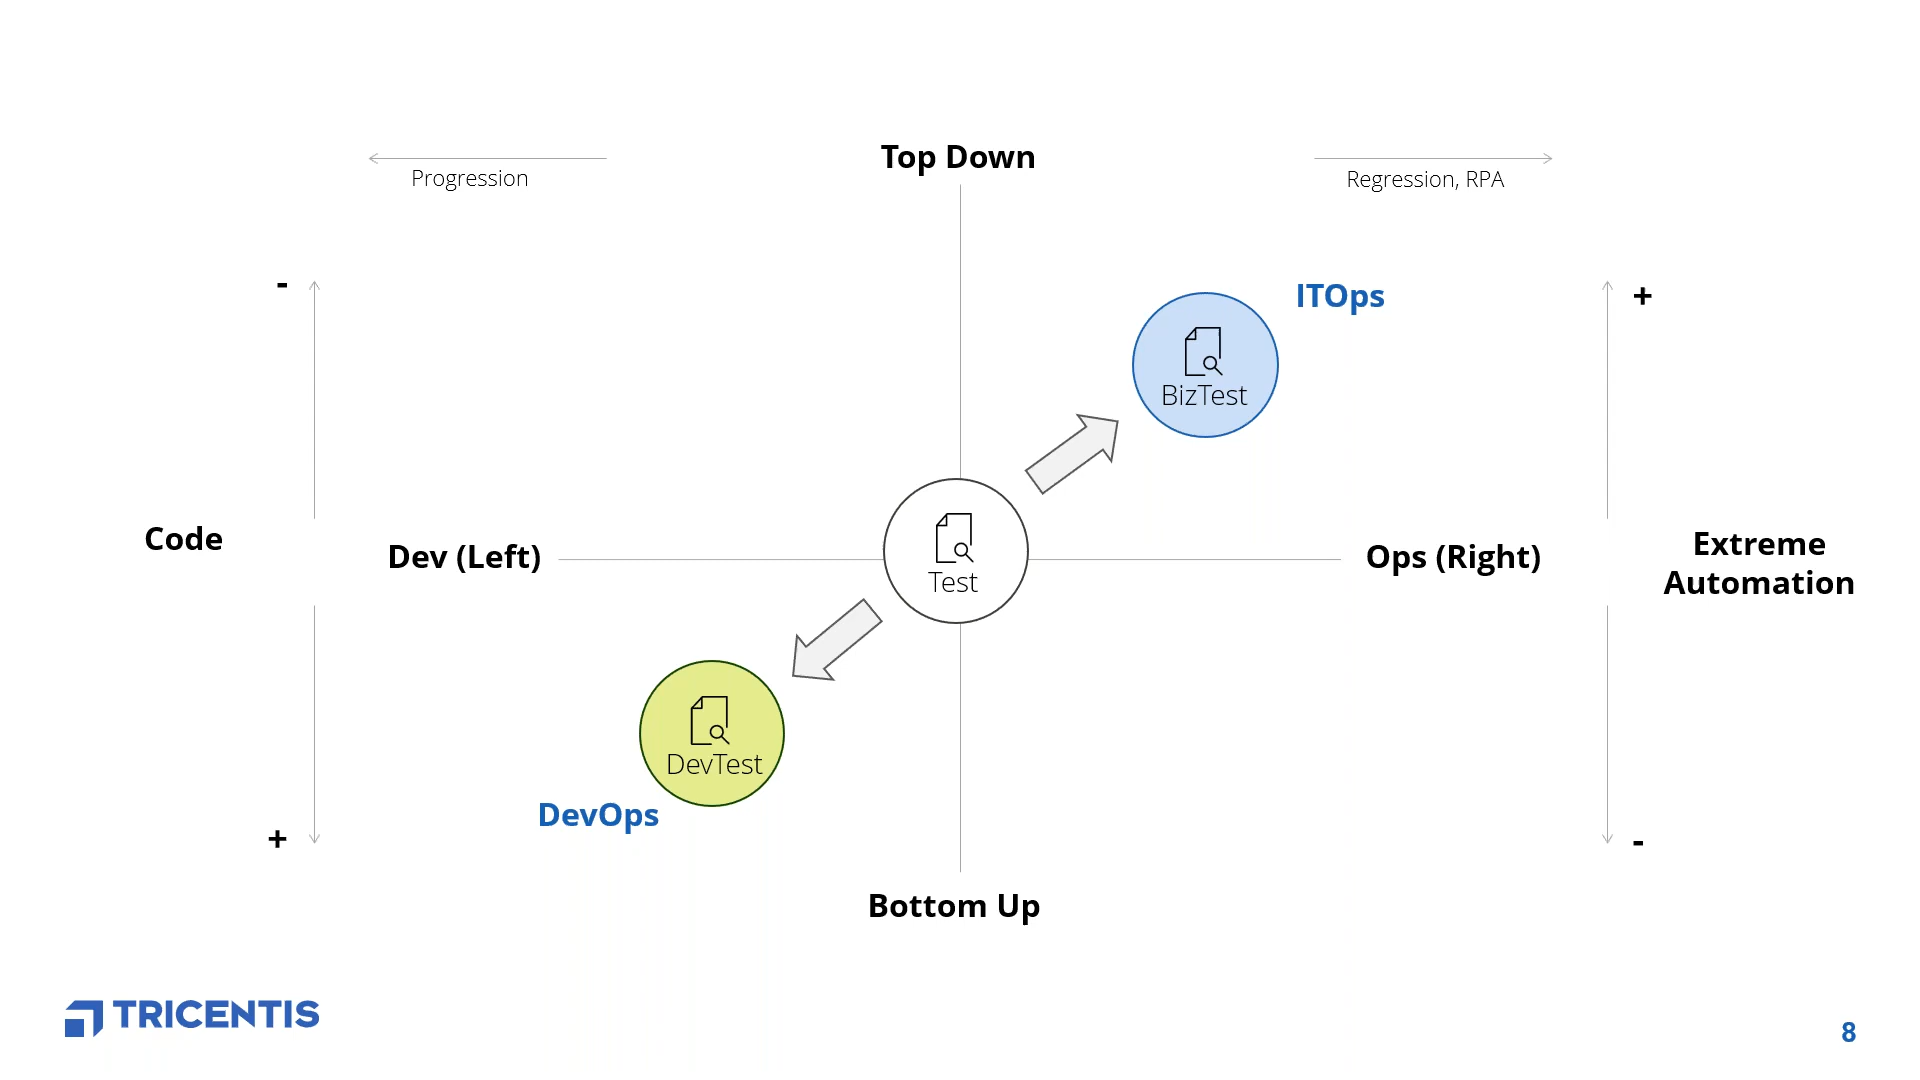 Top Down
Progression
Regression, RPA
-
ITOps
+
BizTest
Code
Dev (Left)
Test
Ops (Right)
Extreme
Automation
DevTest
DevOps
+
-
Bottom Up
TRICENTIS
8